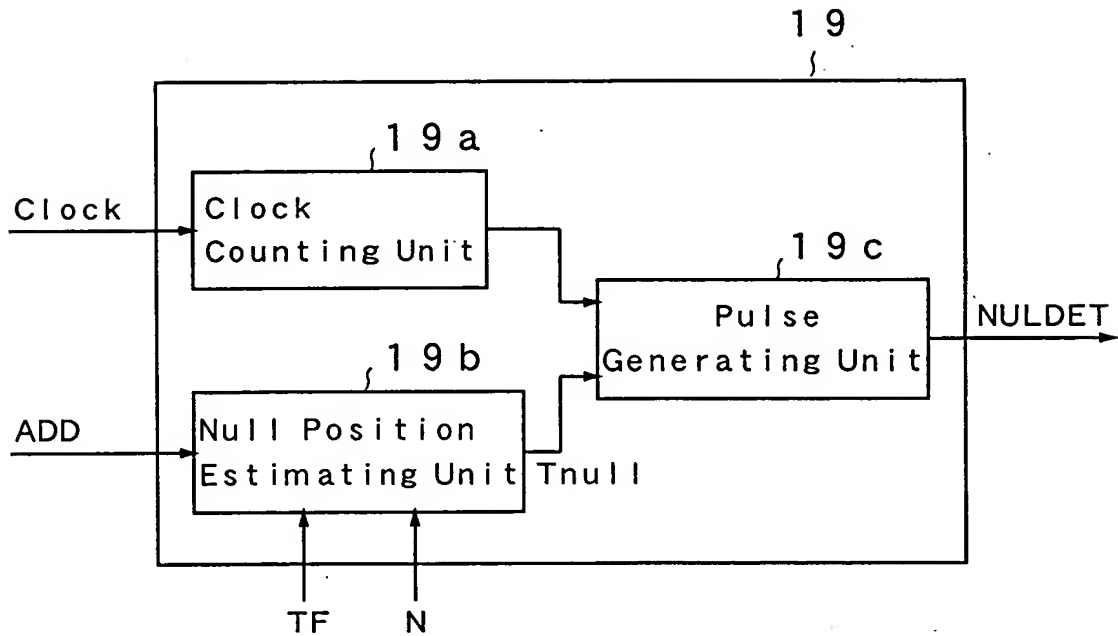 19
19a
Clock
Clock
Counting Unit
19c
Pulse
Generating Unit
NULDET
19b
ADD
Null Position
Estimating Unit
Tnull
TF
N